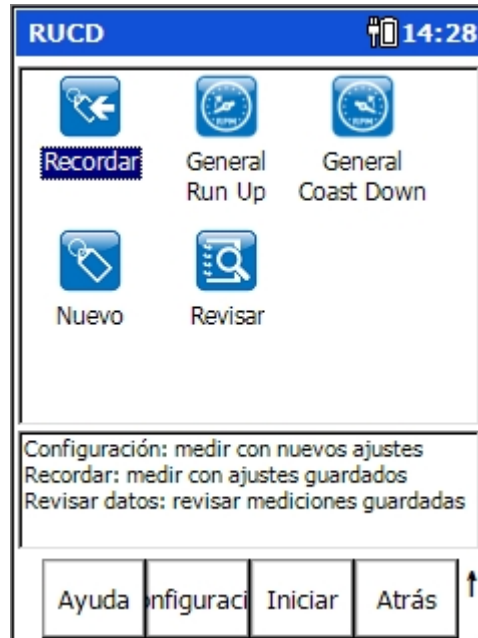 RUCD 14:28
Recordar General Run Up General Coast Down
Nuevo Revisar
Configuración: medir con nuevos ajustes
Recordar: medir con ajustes guardados
Revisar datos: revisar mediciones guardadas
Ayuda nfiguraci Iniciar Atrás